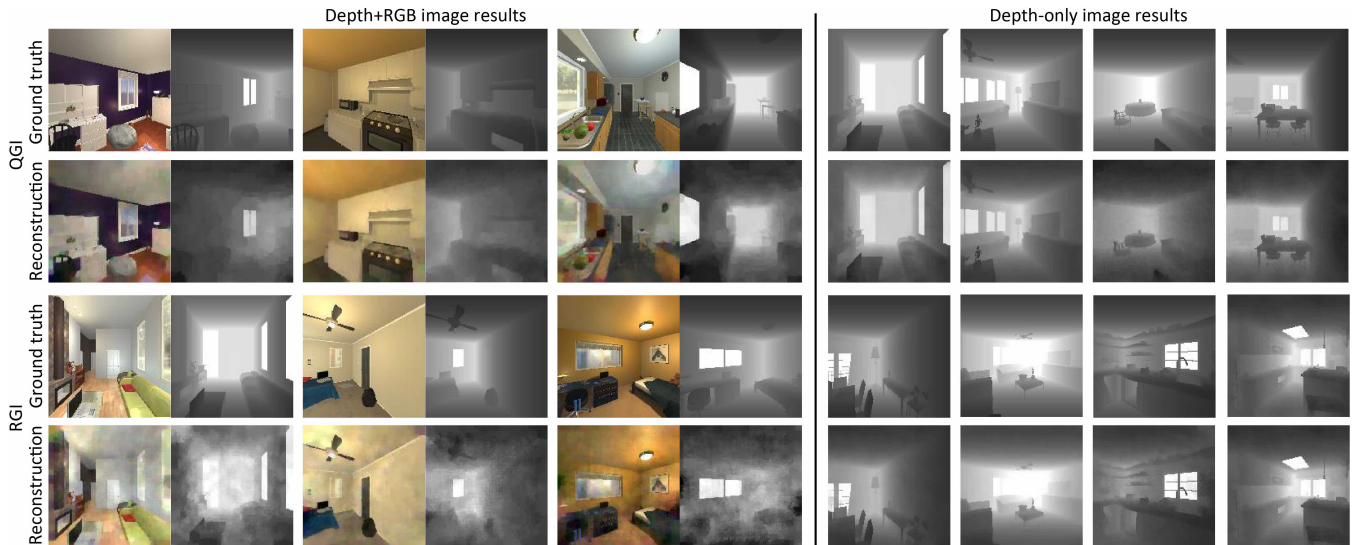 Depth+RGB image results
Depth-only image results
QGI
Ground truth
Reconstruction
RGI
Ground truth
Reconstruction